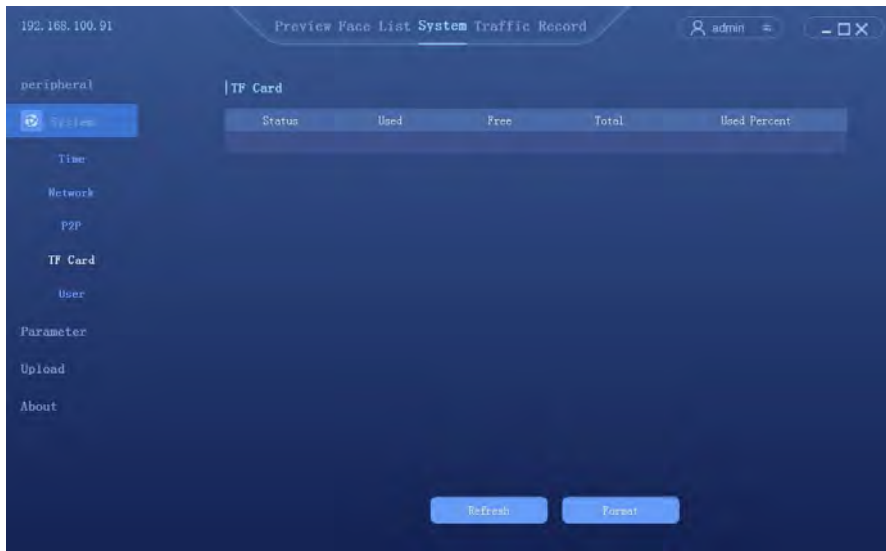 192.168.100.91
Preview Face List System Traffic Record
admin
peripheral
System
Time
Network
P2P
TF Card
User
Parameter
Upload
About
TF Card
Status Used Free Total Used Percent
Refresh Format